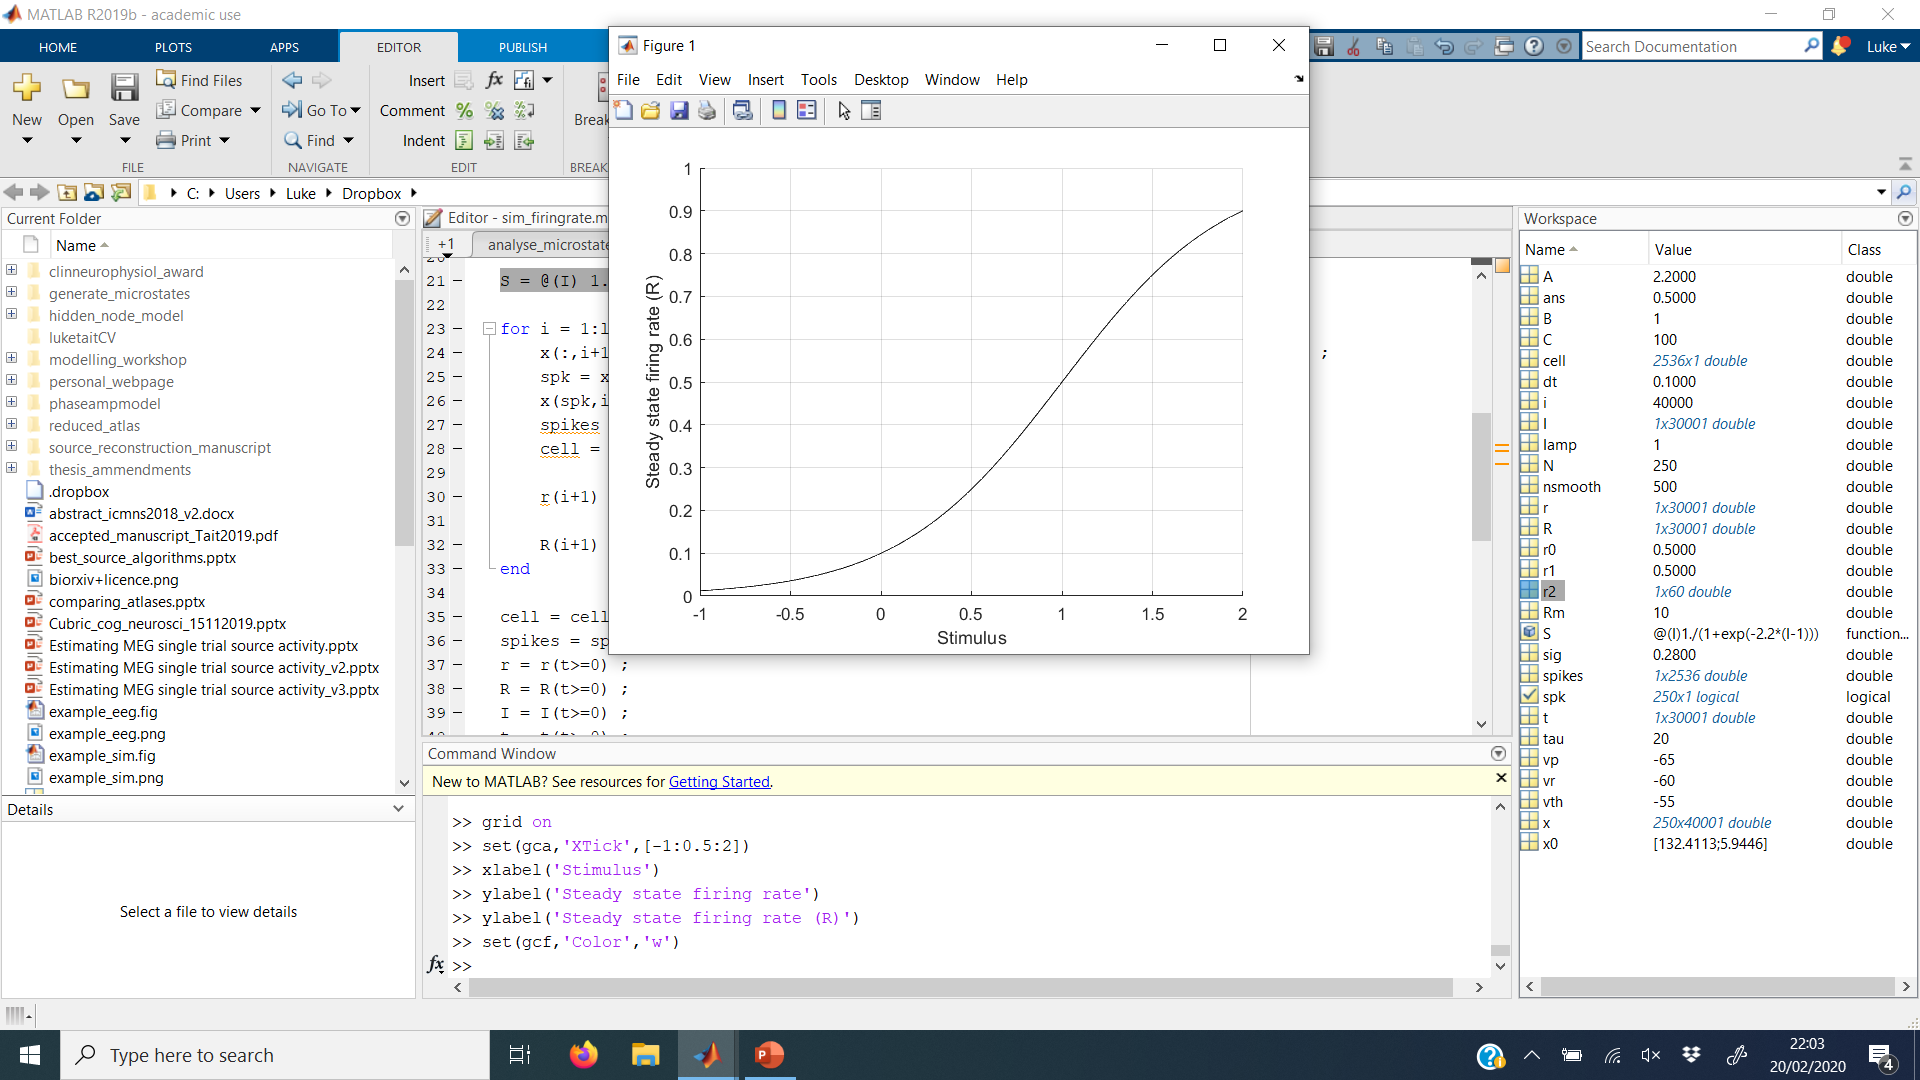 MATLAB R2019b - academic use
HOME PLOTS APPS EDITOR PUBLISH
Search Documentation
Luke
New
Open
Save
Find Files
Compare
Print
FILE
Go To
Find
NAVIGATE
Insert fx
Comment
Indent
EDIT
Break
BREAK
C: Users Luke Dropbox
Current Folder
Name
clinneurophysiol_award
generate_microstates
hidden_node_model
luketaitCV
modelling_workshop
personal_webpage
phaseampmodel
reduced_atlas
source_reconstruction_manuscript
thesis_ammendments
.dropbox
abstract_icmns2018_v2.docx
accepted_manuscript_Tait2019.pdf
best_source_algorithms.pptx
biorxiv+licence.png
comparing_atlases.pptx
Cubric_cog_neurosci_15112019.pptx
Estimating MEG single trial source activity.pptx
Estimating MEG single trial source activity_v2.pptx
Estimating MEG single trial source activity_v3.pptx
example_eeg.fig
example_eeg.png
example_sim.fig
example_sim.png
Details
Select a file to view details
Editor - sim_firingrate.m
+1 analyse_microstate
21 S = @(I) 1.
22
23 for i = 1:l
24 x(:,i+1 ;
25 spk = x
26 x(spk,i
27 spikes
28 cell =
29
30 r(i+1)
31
32 R(i+1)
33 end
34
35 cell = cell
36 spikes = sp
37 r = r(t>=0) ;
38 R = R(t>=0) ;
39 I = I(t>=0) ;
Figure 1
File Edit View Insert Tools Desktop Window Help
Steady state firing rate (R)
1
0.9
0.8
0.7
0.6
0.5
0.4
0.3
0.2
0.1
0
-1 -0.5 0 0.5 1 1.5 2
Stimulus
Command Window
New to MATLAB? See resources for Getting Started.
>> grid on
>> set(gca,'XTick',[-1:0.5:2])
>> xlabel('Stimulus')
>> ylabel('Steady state firing rate')
>> ylabel('Steady state firing rate (R)')
>> set(gcf,'Color','w')
fx >>
Workspace
Name Value Class
A 2.2000 double
ans 0.5000 double
B 1 double
C 100 double
cell 2536x1 double double
dt 0.1000 double
i 40000 double
I 1x30001 double double
lamp 1 double
N 250 double
nsmooth 500 double
r 1x30001 double double
R 1x30001 double double
r0 0.5000 double
r1 0.5000 double
r2 1x60 double double
Rm 10 double
S @(I)1./(1+exp(-2.2*(I-1))) function...
sig 0.2800 double
spikes 1x2536 double double
spk 250x1 logical logical
t 1x30001 double double
tau 20 double
vp -65 double
vr -60 double
vth -55 double
x 250x40001 double double
x0 [132.4113;5.9446] double
Type here to search
22:03
20/02/2020
4